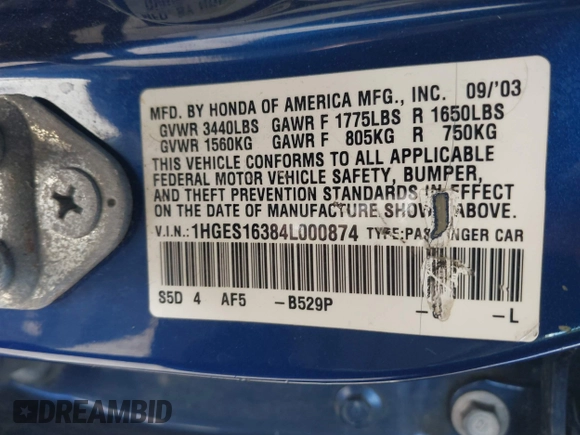 MFD. BY HONDA OF AMERICA MFG., INC. 09/'03
GVWR 3440LBS GAWR F 1775LBS R 1650LBS
GVWR 1560KG GAWR F 805KG R 750KG
THIS VEHICLE CONFORMS TO ALL APPLICABLE
FEDERAL MOTOR VEHICLE SAFETY, BUMPER,
AND THEFT PREVENTION STANDARDS IN EFFECT
ON THE DATE OF MANUFACTURE SHOWN ABOVE.
V.I.N.: 1HGES16384L000874 TYPE: PASSENGER CAR
S5D 4 AF5 -B529P - -L
DREAMBID